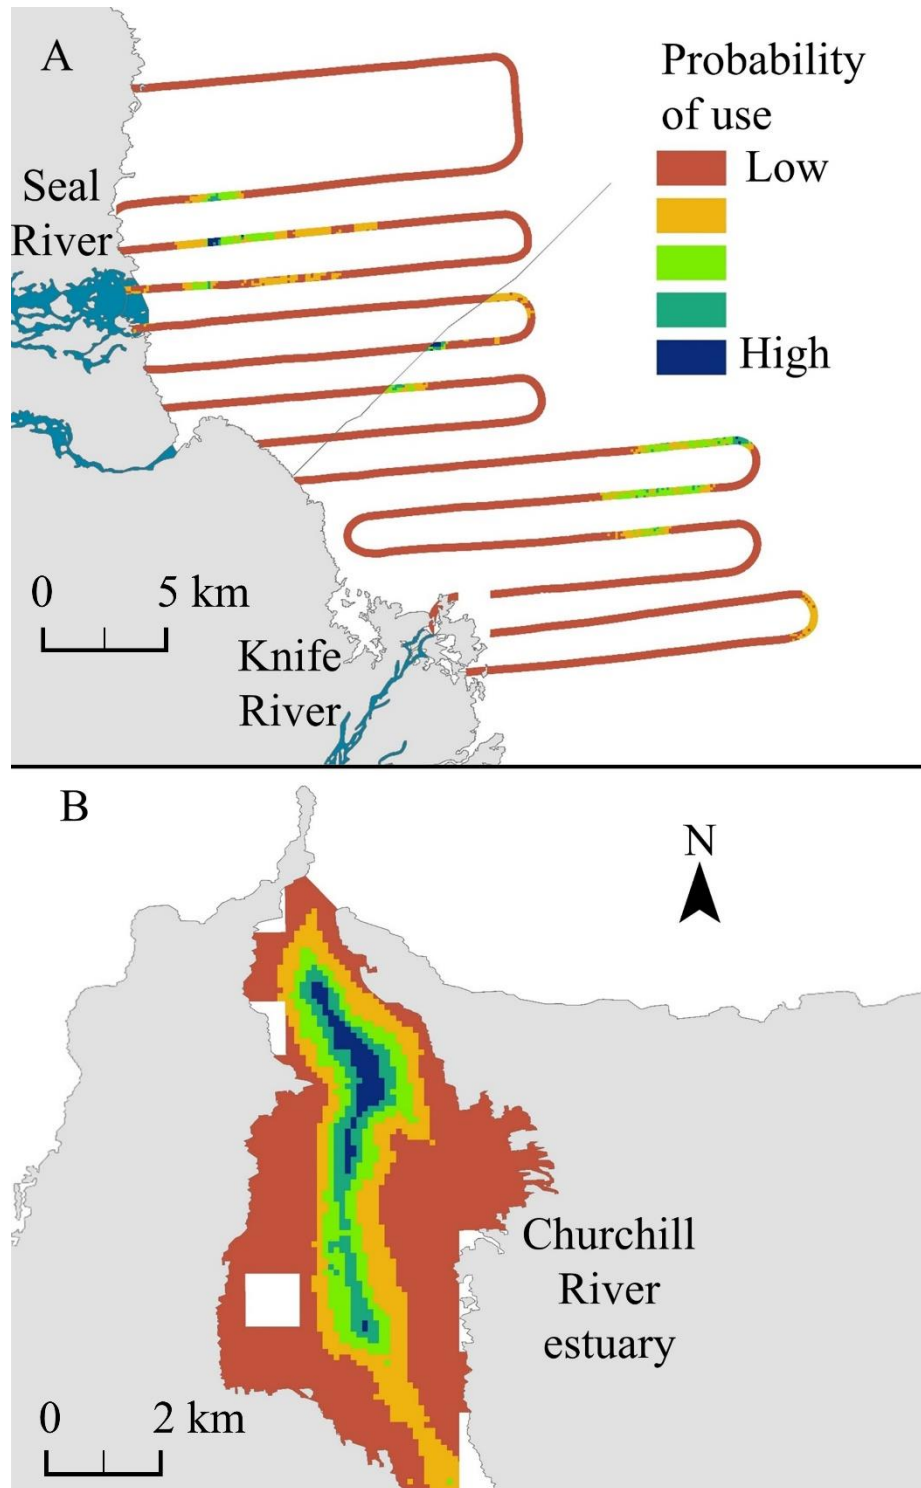 A
Probability
of use
Low
High
Seal
River
0 5 km
Knife
River
B
N
Churchill
River
estuary
0 2 km